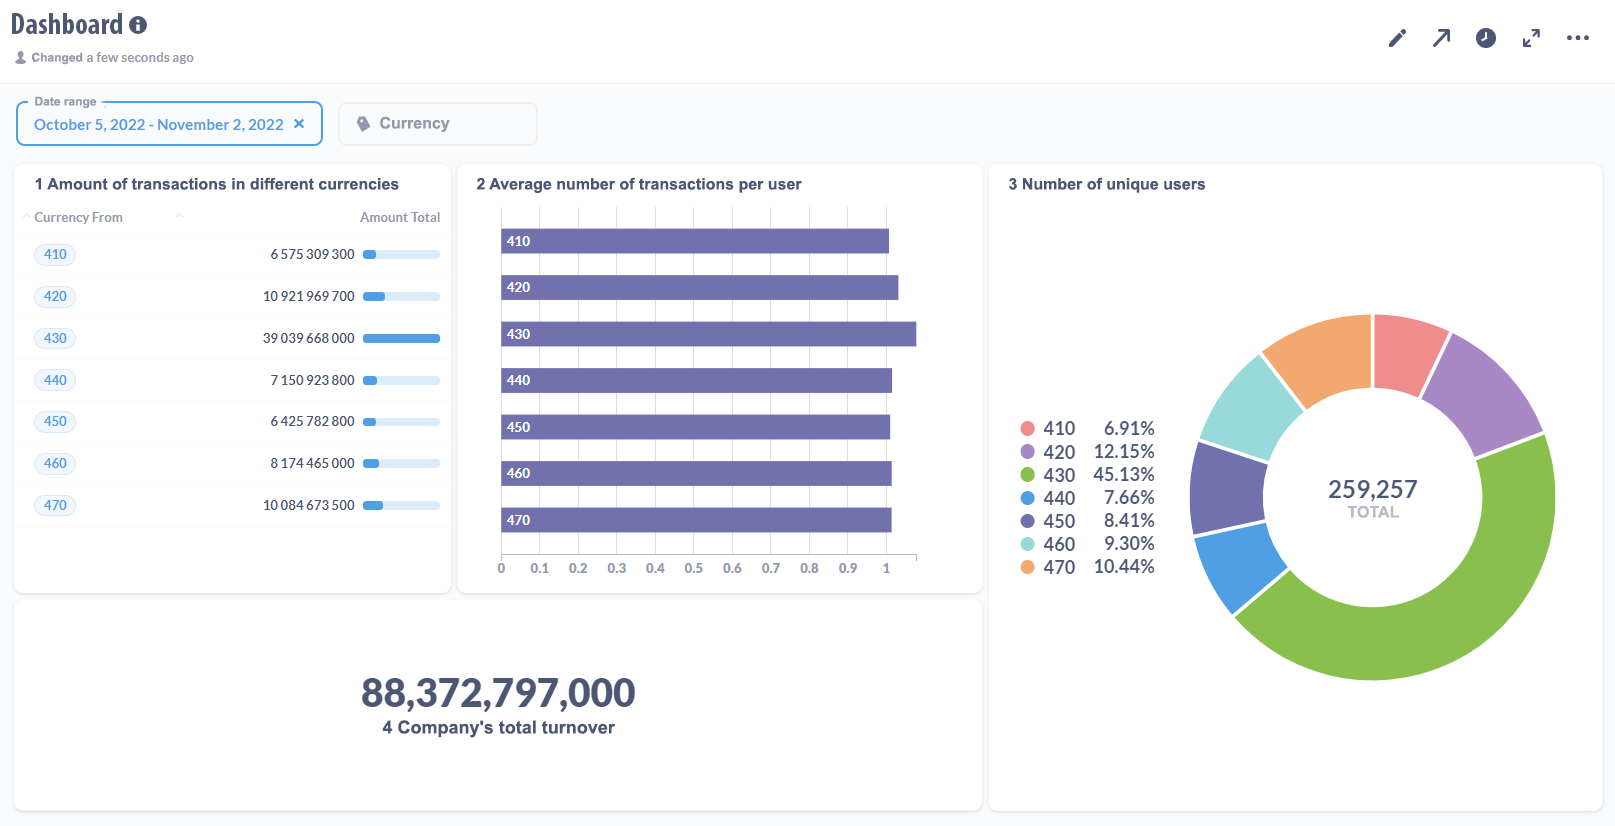 Dashboard
Changed a few seconds ago
Date range
October 5, 2022 - November 2, 2022
Currency
1 Amount of transactions in different currencies
Currency From Amount Total
410 6 575 309 300
420 10 921 969 700
430 39 039 668 000
440 7 150 923 800
450 6 425 782 800
460 8 174 465 000
470 10 084 673 500
2 Average number of transactions per user
410
420
430
440
450
460
470
0 0.1 0.2 0.3 0.4 0.5 0.6 0.7 0.8 0.9 1
3 Number of unique users
410 6.91%
420 12.15%
430 45.13%
440 7.66%
450 8.41%
460 9.30%
470 10.44%
259,257
TOTAL
88,372,797,000
4 Company's total turnover